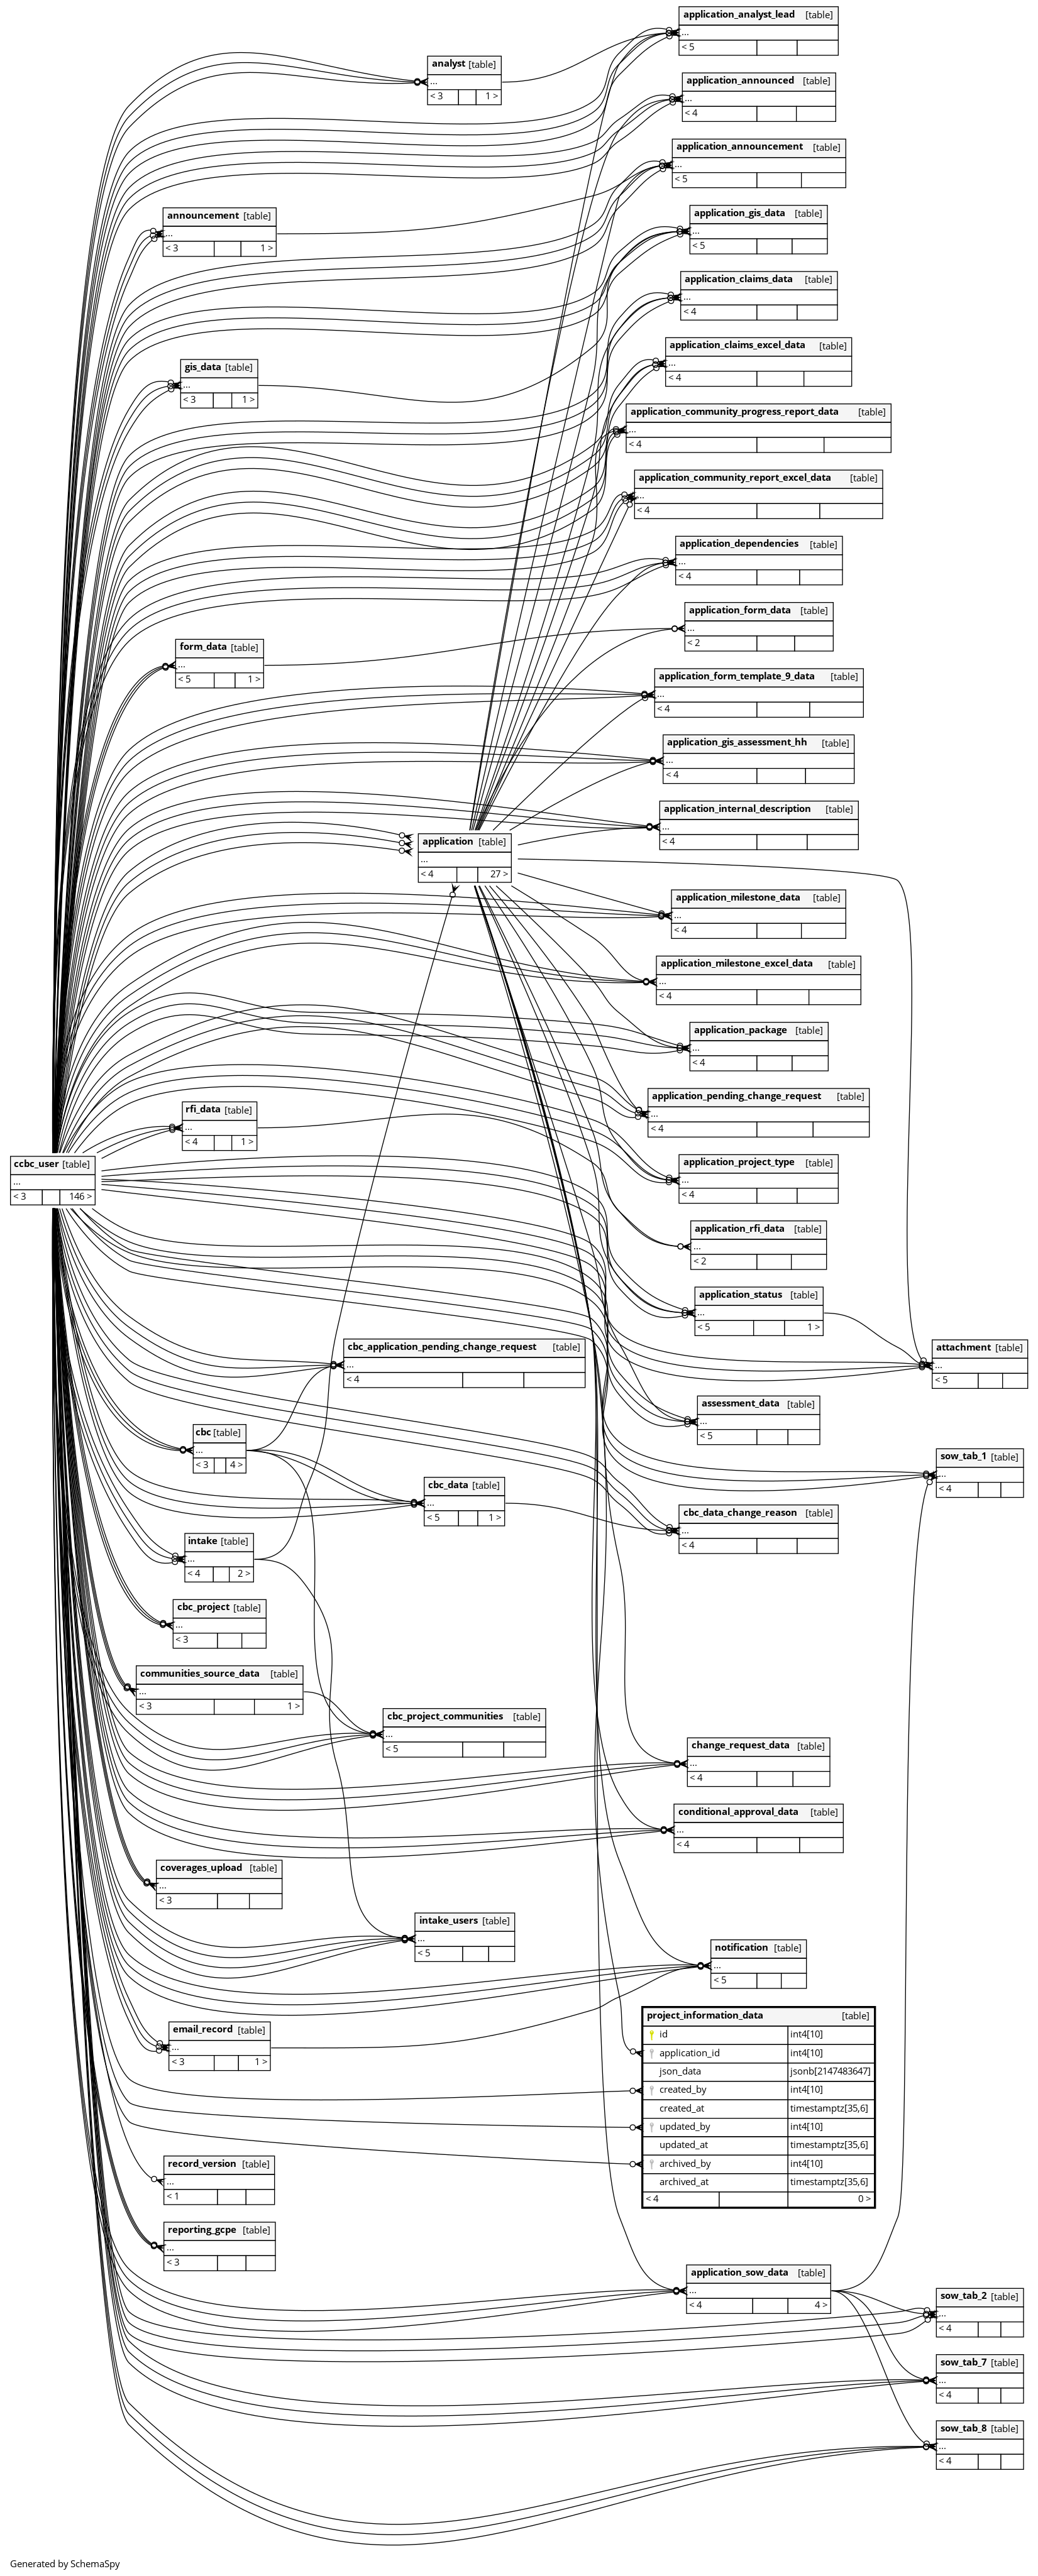 application_analyst_lead [table]
...
< 5
analyst [table]
...
< 3 1 >
application_announced [table]
...
< 4
application_announcement [table]
...
< 5
announcement [table]
...
< 3 1 >
application_gis_data [table]
...
< 5
application_claims_data [table]
...
< 4
application_claims_excel_data [table]
...
< 4
gis_data [table]
...
< 3 1 >
application_community_progress_report_data [table]
...
< 4
application_community_report_excel_data [table]
...
< 4
application_dependencies [table]
...
< 4
application_form_data [table]
...
< 2
form_data [table]
...
< 5 1 >
application_form_template_9_data [table]
...
< 4
application_gis_assessment_hh [table]
...
< 4
application_internal_description [table]
...
< 4
application [table]
...
< 4 27 >
application_milestone_data [table]
...
< 4
application_milestone_excel_data [table]
...
< 4
application_package [table]
...
< 4
application_pending_change_request [table]
...
< 4
rfi_data [table]
...
< 4 1 >
ccbc_user [table]
...
< 3 146 >
application_project_type [table]
...
< 4
application_rfi_data [table]
...
< 2
application_status [table]
...
< 5 1 >
cbc_application_pending_change_request [table]
...
< 4
attachment [table]
...
< 5
assessment_data [table]
...
< 5
cbc [table]
...
< 3 4 >
sow_tab_1 [table]
...
< 4
cbc_data [table]
...
< 5 1 >
cbc_data_change_reason [table]
...
< 4
intake [table]
...
< 4 2 >
cbc_project [table]
...
< 3
communities_source_data [table]
...
< 3 1 >
cbc_project_communities [table]
...
< 5
change_request_data [table]
...
< 4
conditional_approval_data [table]
...
< 4
coverages_upload [table]
...
< 3
intake_users [table]
...
< 5
notification [table]
...
< 5
project_information_data [table]
id int4[10]
application_id int4[10]
json_data jsonb[2147483647]
created_by int4[10]
created_at timestamptz[35,6]
updated_by int4[10]
updated_at timestamptz[35,6]
archived_by int4[10]
archived_at timestamptz[35,6]
< 4 0 >
email_record [table]
...
< 3 1 >
record_version [table]
...
< 1
reporting_gcpe [table]
...
< 3
application_sow_data [table]
...
< 4 4 >
sow_tab_2 [table]
...
< 4
sow_tab_7 [table]
...
< 4
sow_tab_8 [table]
...
< 4
Generated by SchemaSpy